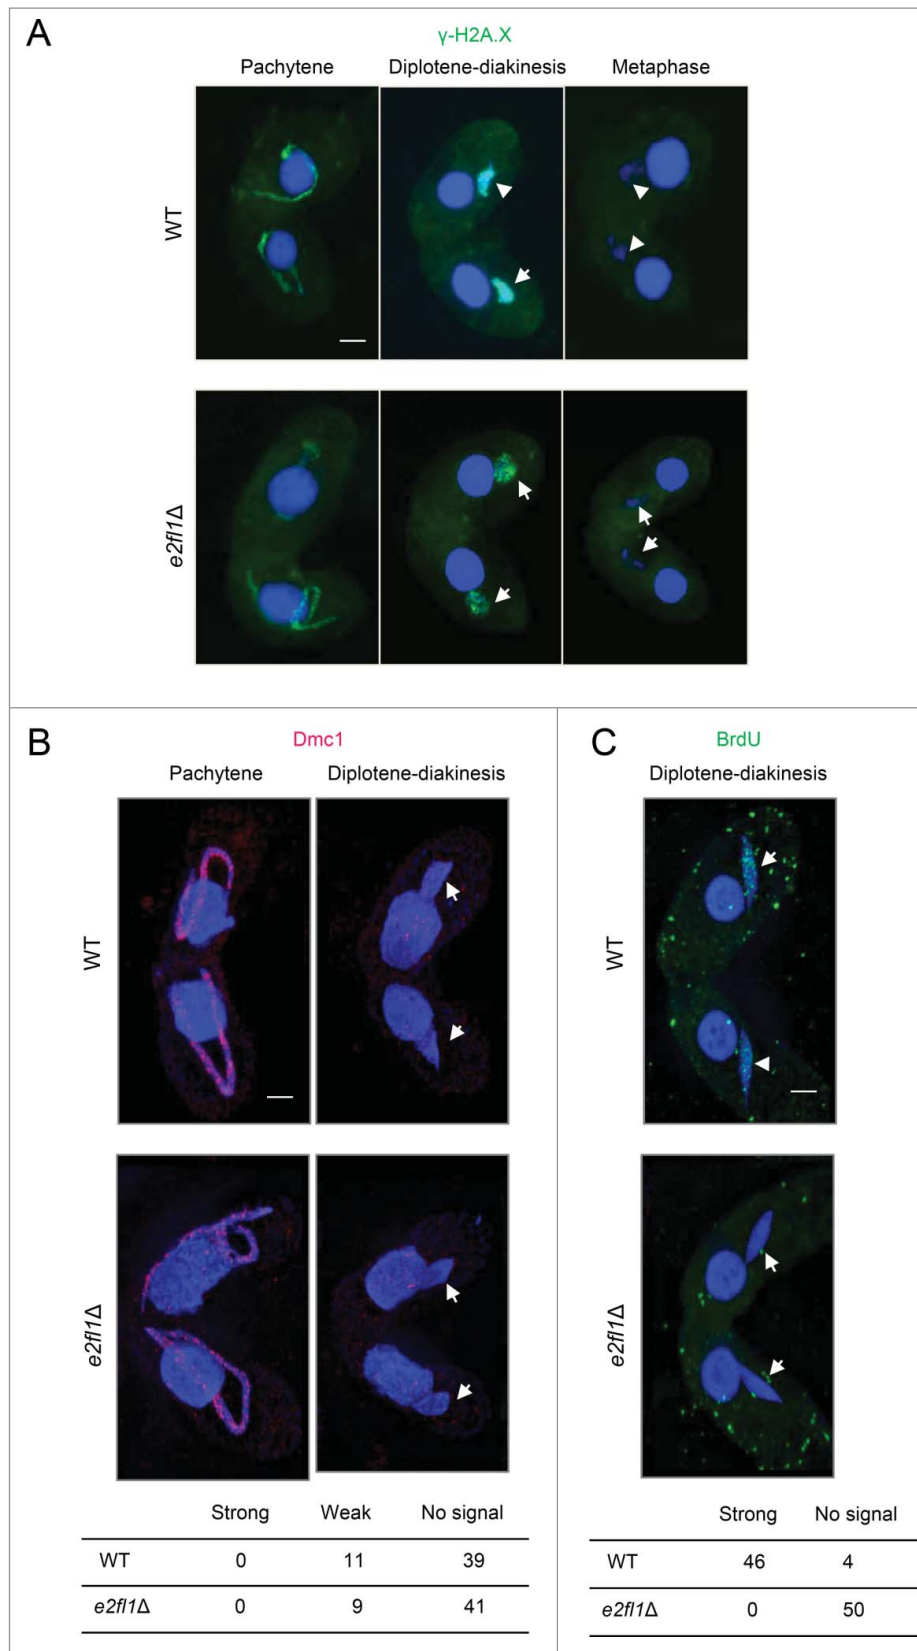 A
γ-H2A.X
Pachytene Diplotene-diakinesis Metaphase
WT
e2fl1Δ
B
Dmc1
Pachytene Diplotene-diakinesis
WT
e2fl1Δ
Strong Weak No signal
WT 0 11 39
e2fl1Δ 0 9 41
C
BrdU
Diplotene-diakinesis
WT
e2fl1Δ
Strong No signal
WT 46 4
e2fl1Δ 0 50